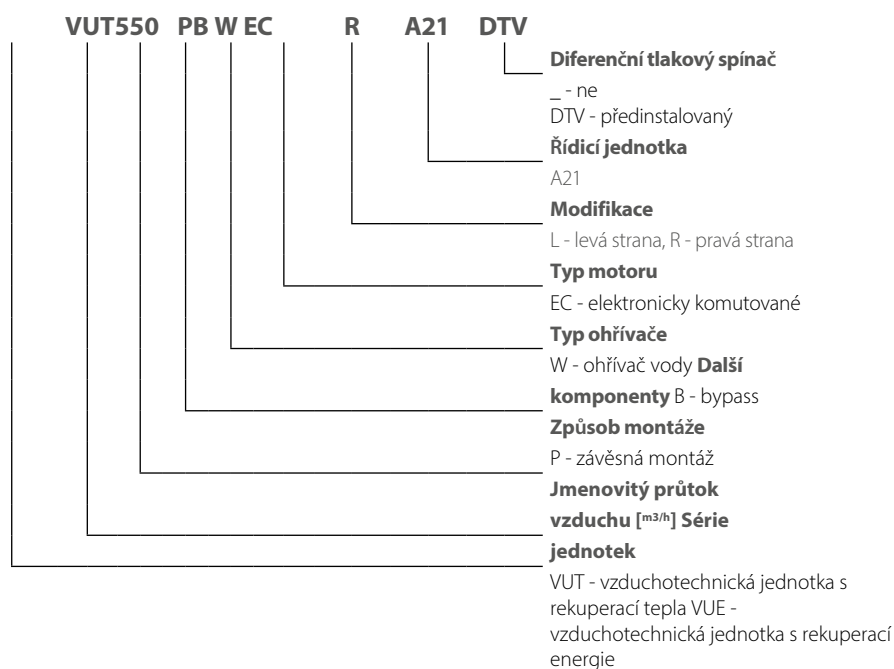 VUT550 PB W EC R A21 DTV
Diferenční tlakový spínač
_ - ne
DTV - předinstalovaný
Řídicí jednotka
A21
Modifikace
L - levá strana, R - pravá strana
Typ motoru
EC - elektronicky komutované
Typ ohřívače
W - ohřívač vody Další
komponenty B - bypass
Způsob montáže
P - závěsná montáž
Jmenovitý průtok
vzduchu [m3/h] Série
jednotek
VUT - vzduchotechnická jednotka s
rekuperací tepla VUE -
vzduchotechnická jednotka s rekuperací
energie